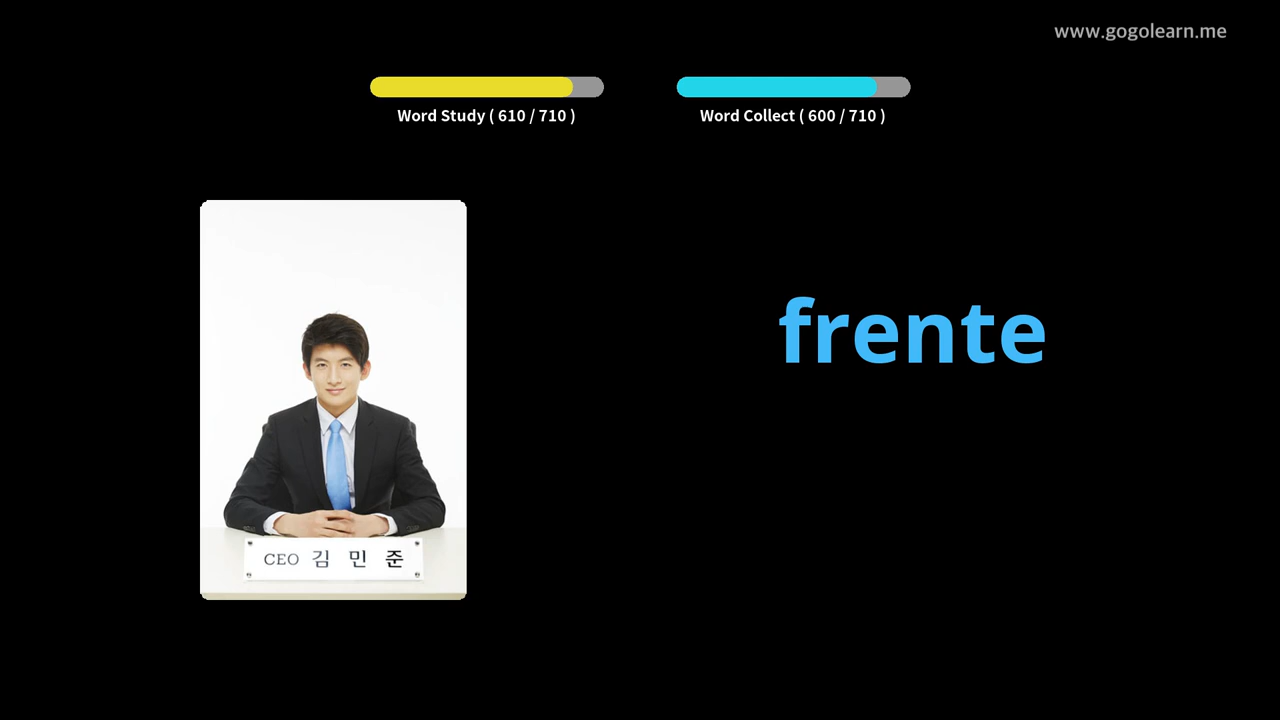 www.gogolearn.me
Word Study ( 610 / 710 )
Word Collect ( 600 / 710 )
frente
CEO 김 민 준